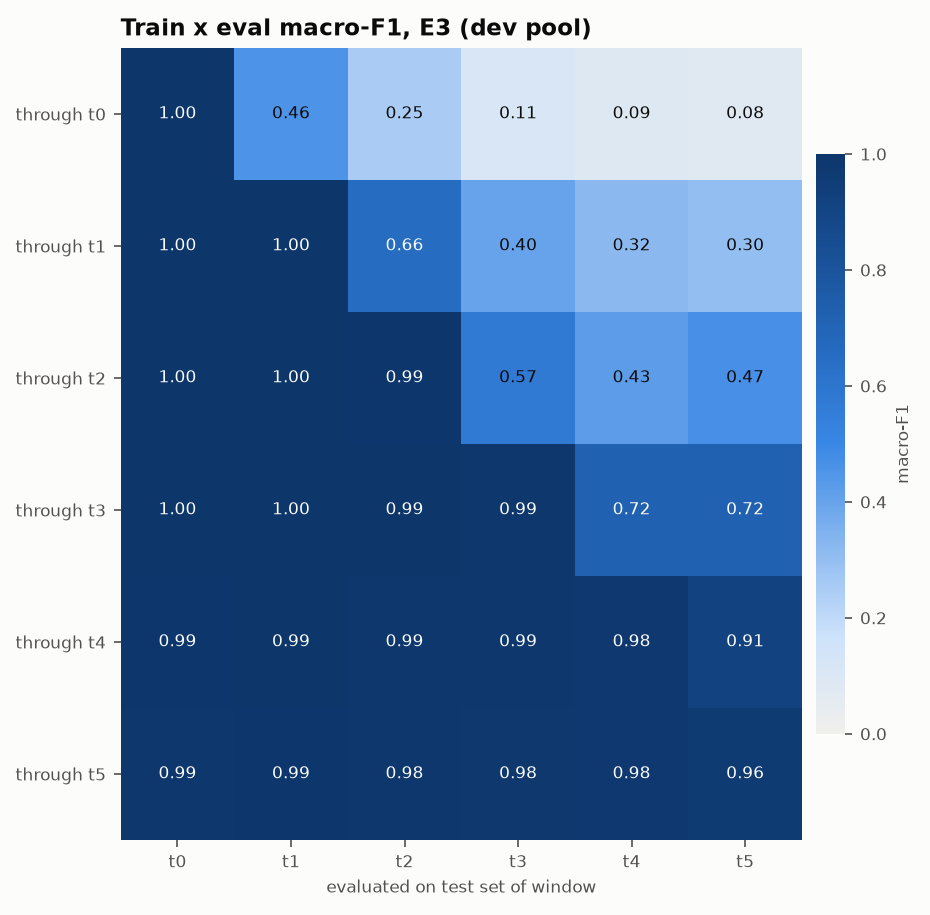 Train x eval macro-F1, E3 (dev pool)
through t0 1.00 0.46 0.25 0.11 0.09 0.08
through t1 1.00 1.00 0.66 0.40 0.32 0.30
through t2 1.00 1.00 0.99 0.57 0.43 0.47
through t3 1.00 1.00 0.99 0.99 0.72 0.72
through t4 0.99 0.99 0.99 0.99 0.98 0.91
through t5 0.99 0.99 0.98 0.98 0.98 0.96
t0 t1 t2 t3 t4 t5
evaluated on test set of window
1.0
0.8
0.6
0.4
0.2
0.0
macro-F1